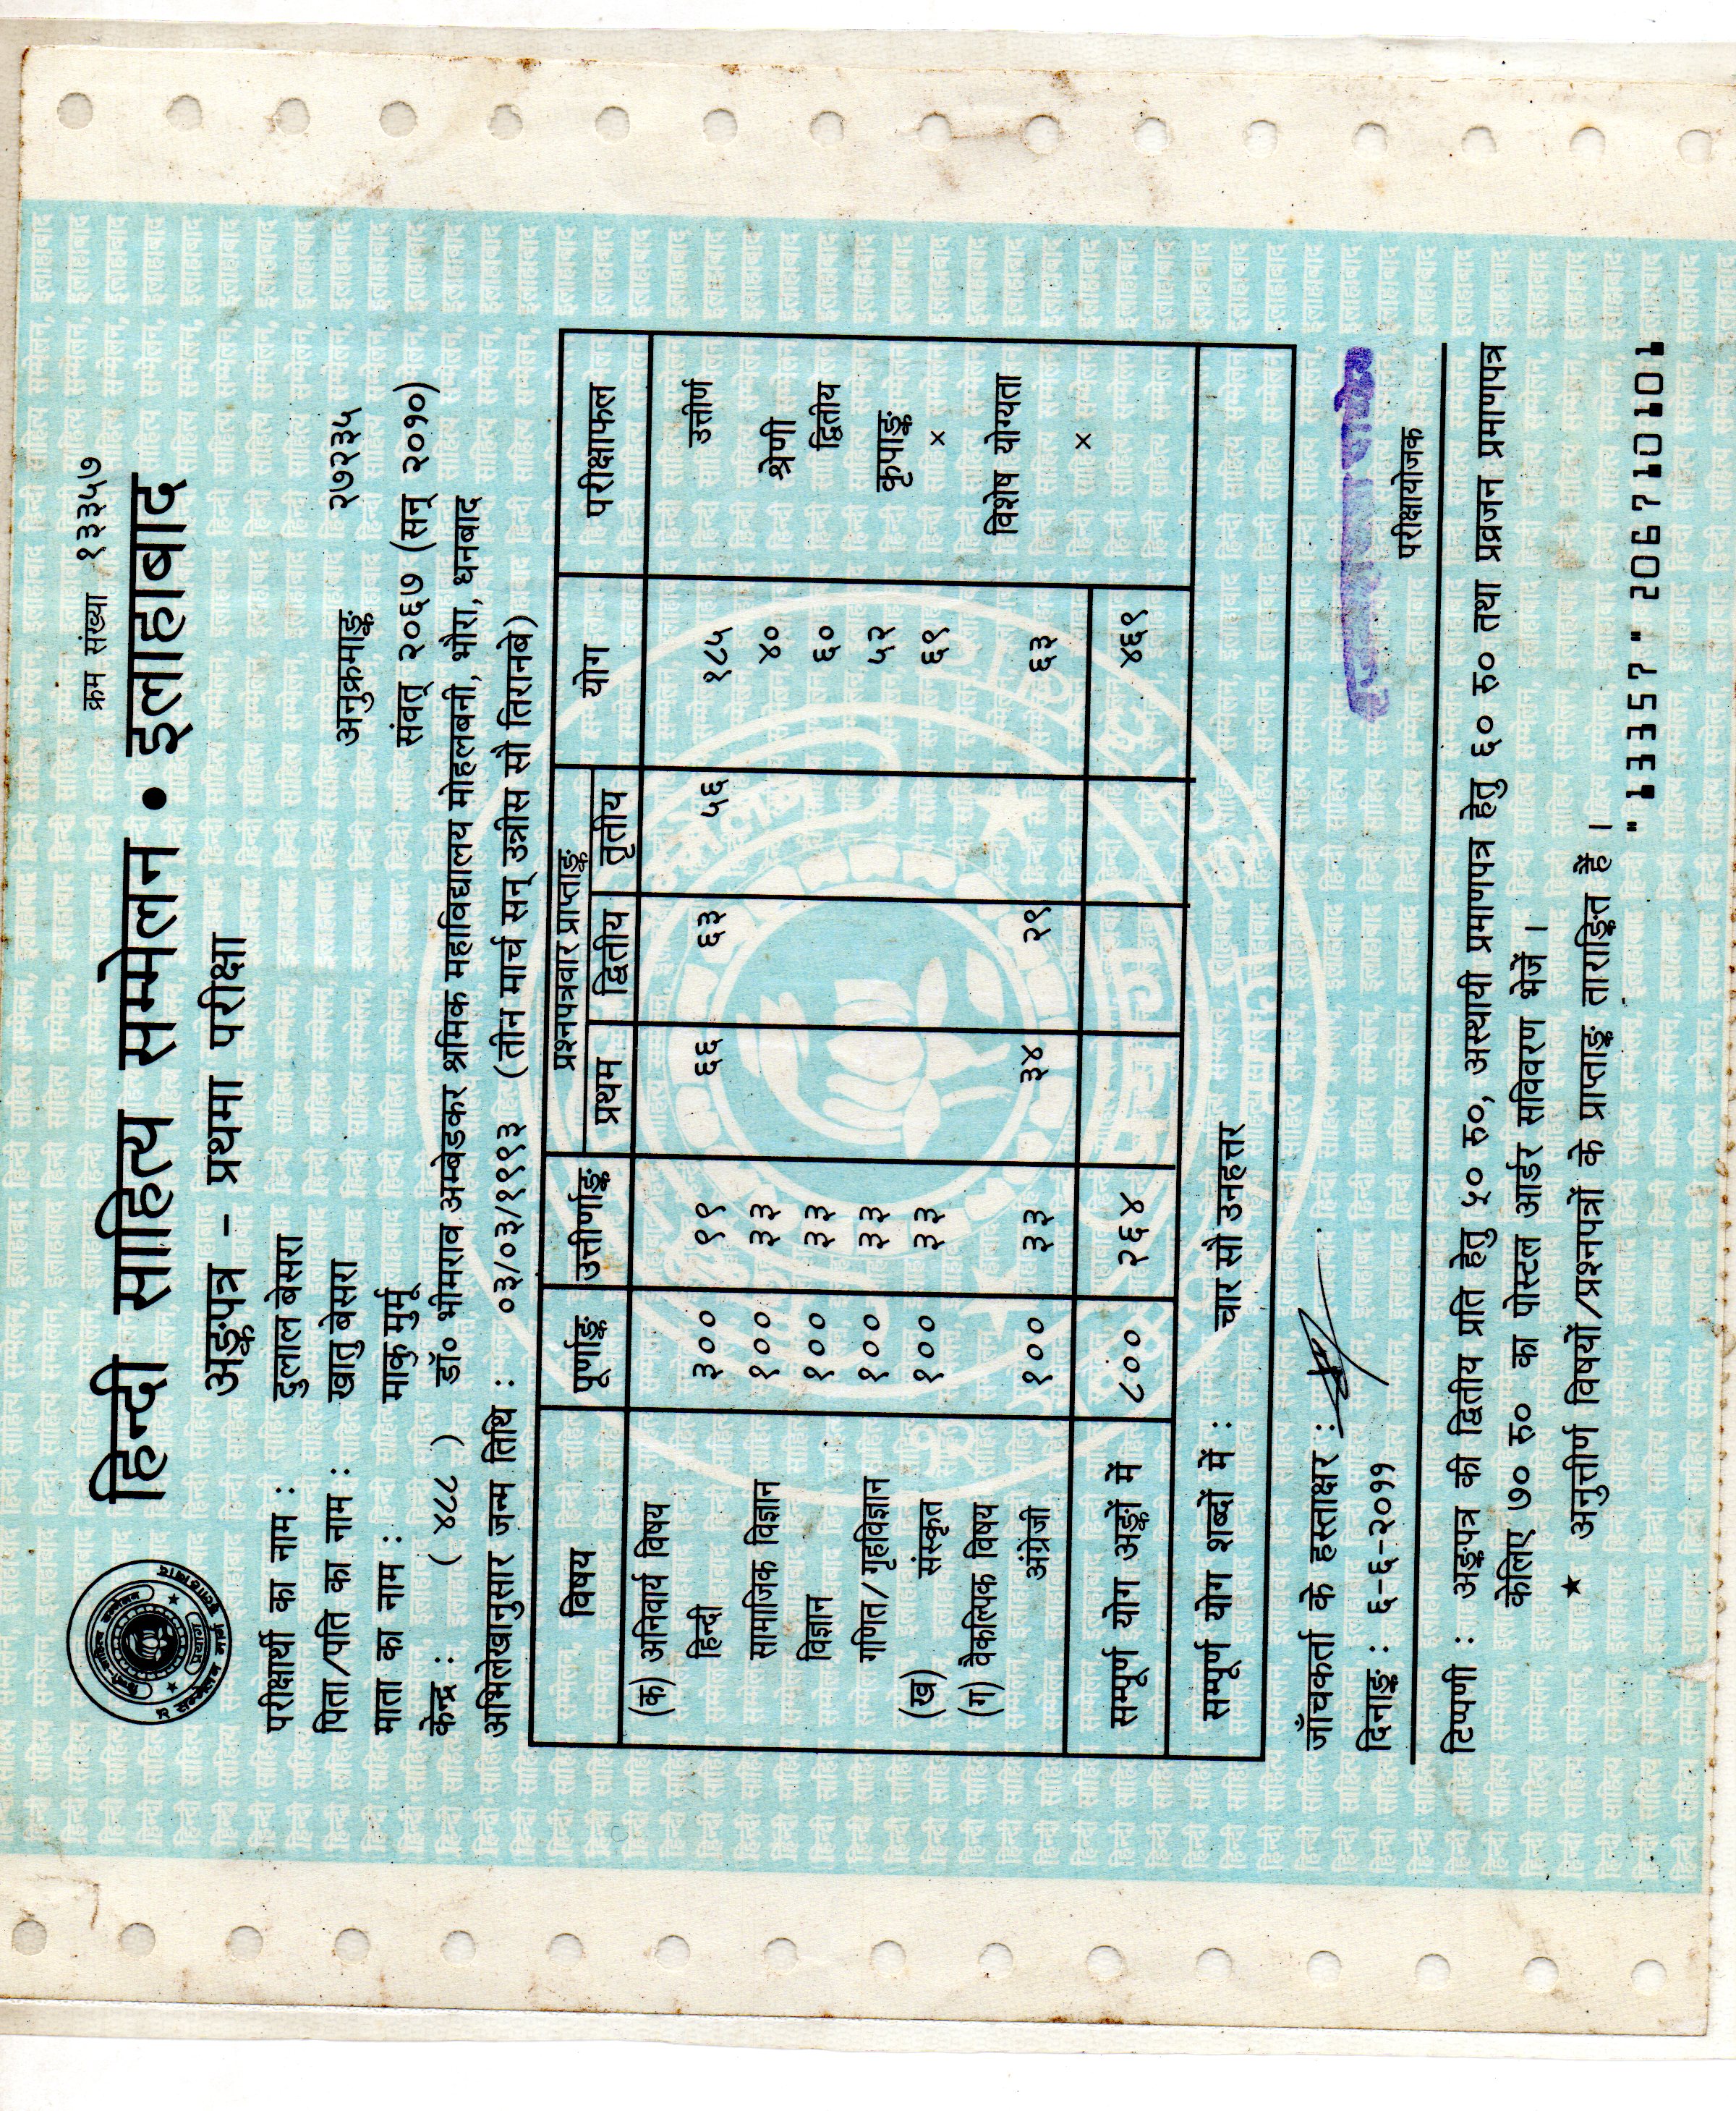 क्रम संख्या १३३५७
हिन्दी साहित्य सम्मेलन • इलाहाबाद
अङ्कपत्र - प्रथमा परीक्षा
परीक्षार्थी का नाम : दुलाल बेसरा
पिता/पति का नाम : खातु बेसरा अनुक्रमाङ्क २७२३५
माता का नाम : माकु मुर्मू संवत् २०६७ (सन् २०१०)
केन्द्र : ( ४८८ ) डॉ० भीमराव अम्बेडकर श्रमिक महाविद्यालय मोहलबनी, भौरा, धनबाद
अभिलेखानुसार जन्म तिथि : ०३/०३/१९९३ (तीन मार्च सन् उन्नीस सौ तिरानबे)
विषय पूर्णाङ्क उत्तीर्णाङ्क प्रश्नपत्रवार प्राप्ताङ्क योग परीक्षाफल
प्रथम द्वितीय तृतीय
(क) अनिवार्य विषय
हिन्दी ३०० ९९ ६६ ६३ ५६ १८५ उत्तीर्ण
सामाजिक विज्ञान १०० ३३ ४० श्रेणी
विज्ञान १०० ३३ ६० द्वितीय
गणित/गृहविज्ञान १०० ३३ ५२ कृपाङ्क
(ख) संस्कृत १०० ३३ ६९ ×
(ग) वैकल्पिक विषय विशेष योग्यता
अंग्रेजी १०० ३३ ३४ २९ ६३ ×
सम्पूर्ण योग अङ्कों में ८०० २६४ ४६९
सम्पूर्ण योग शब्दों में : चार सौ उनहत्तर
जाँचकर्ता के हस्ताक्षर :
दिनाङ्क : ६-६-२०११ परीक्षायोजक
टिप्पणी : अङ्कपत्र की द्वितीय प्रति हेतु ५० रु०, अस्थायी प्रमाणपत्र हेतु ६० रु० तथा प्रव्रजन प्रमाणपत्र
केलिए ७० रु० का पोस्टल आर्डर सविवरण भेजें ।
★ अनुत्तीर्ण विषयों/प्रश्नपत्रों के प्राप्ताङ्क ताराङ्कित हैं ।
"13357" 206710101